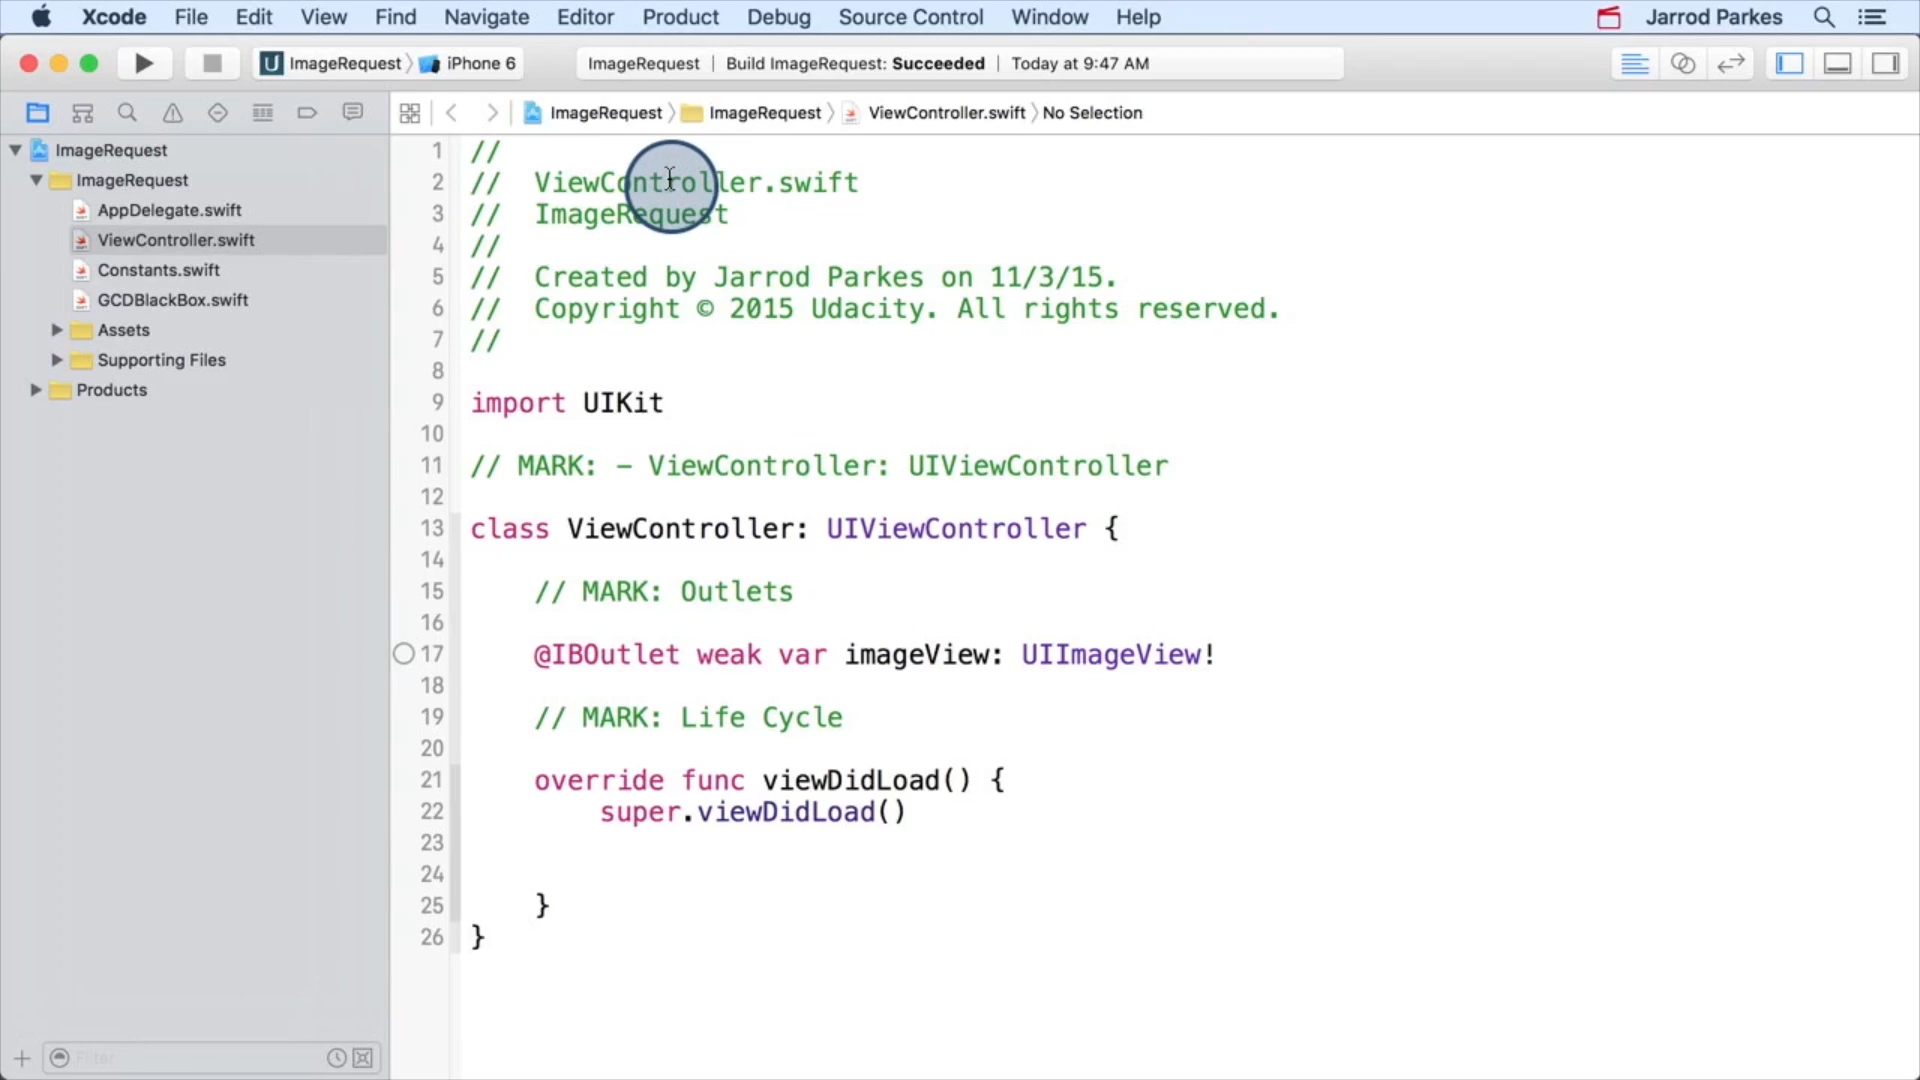 Xcode File Edit View Find Navigate Editor Product Debug Source Control Window Help Jarrod Parkes
ImageRequest iPhone 6 ImageRequest | Build ImageRequest: Succeeded | Today at 9:47 AM
ImageRequest ImageRequest ViewController.swift No Selection
ImageRequest
ImageRequest
AppDelegate.swift
ViewController.swift
Constants.swift
GCDBlackBox.swift
Assets
Supporting Files
Products
Filter
1 //
2 //  ViewController.swift
3 //  ImageRequest
4 //
5 //  Created by Jarrod Parkes on 11/3/15.
6 //  Copyright © 2015 Udacity. All rights reserved.
7 //
8
9 import UIKit
10
11 // MARK: - ViewController: UIViewController
12
13 class ViewController: UIViewController {
14
15     // MARK: Outlets
16
17     @IBOutlet weak var imageView: UIImageView!
18
19     // MARK: Life Cycle
20
21     override func viewDidLoad() {
22         super.viewDidLoad()
23
24
25     }
26 }